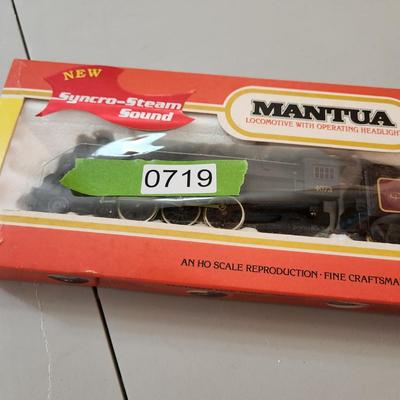 NEW
Syncro-Steam
Sound
MANTUA
LOCOMOTIVE WITH OPERATING HEADLIGHT
0719
AN HO SCALE REPRODUCTION · FINE CRAFTSMA